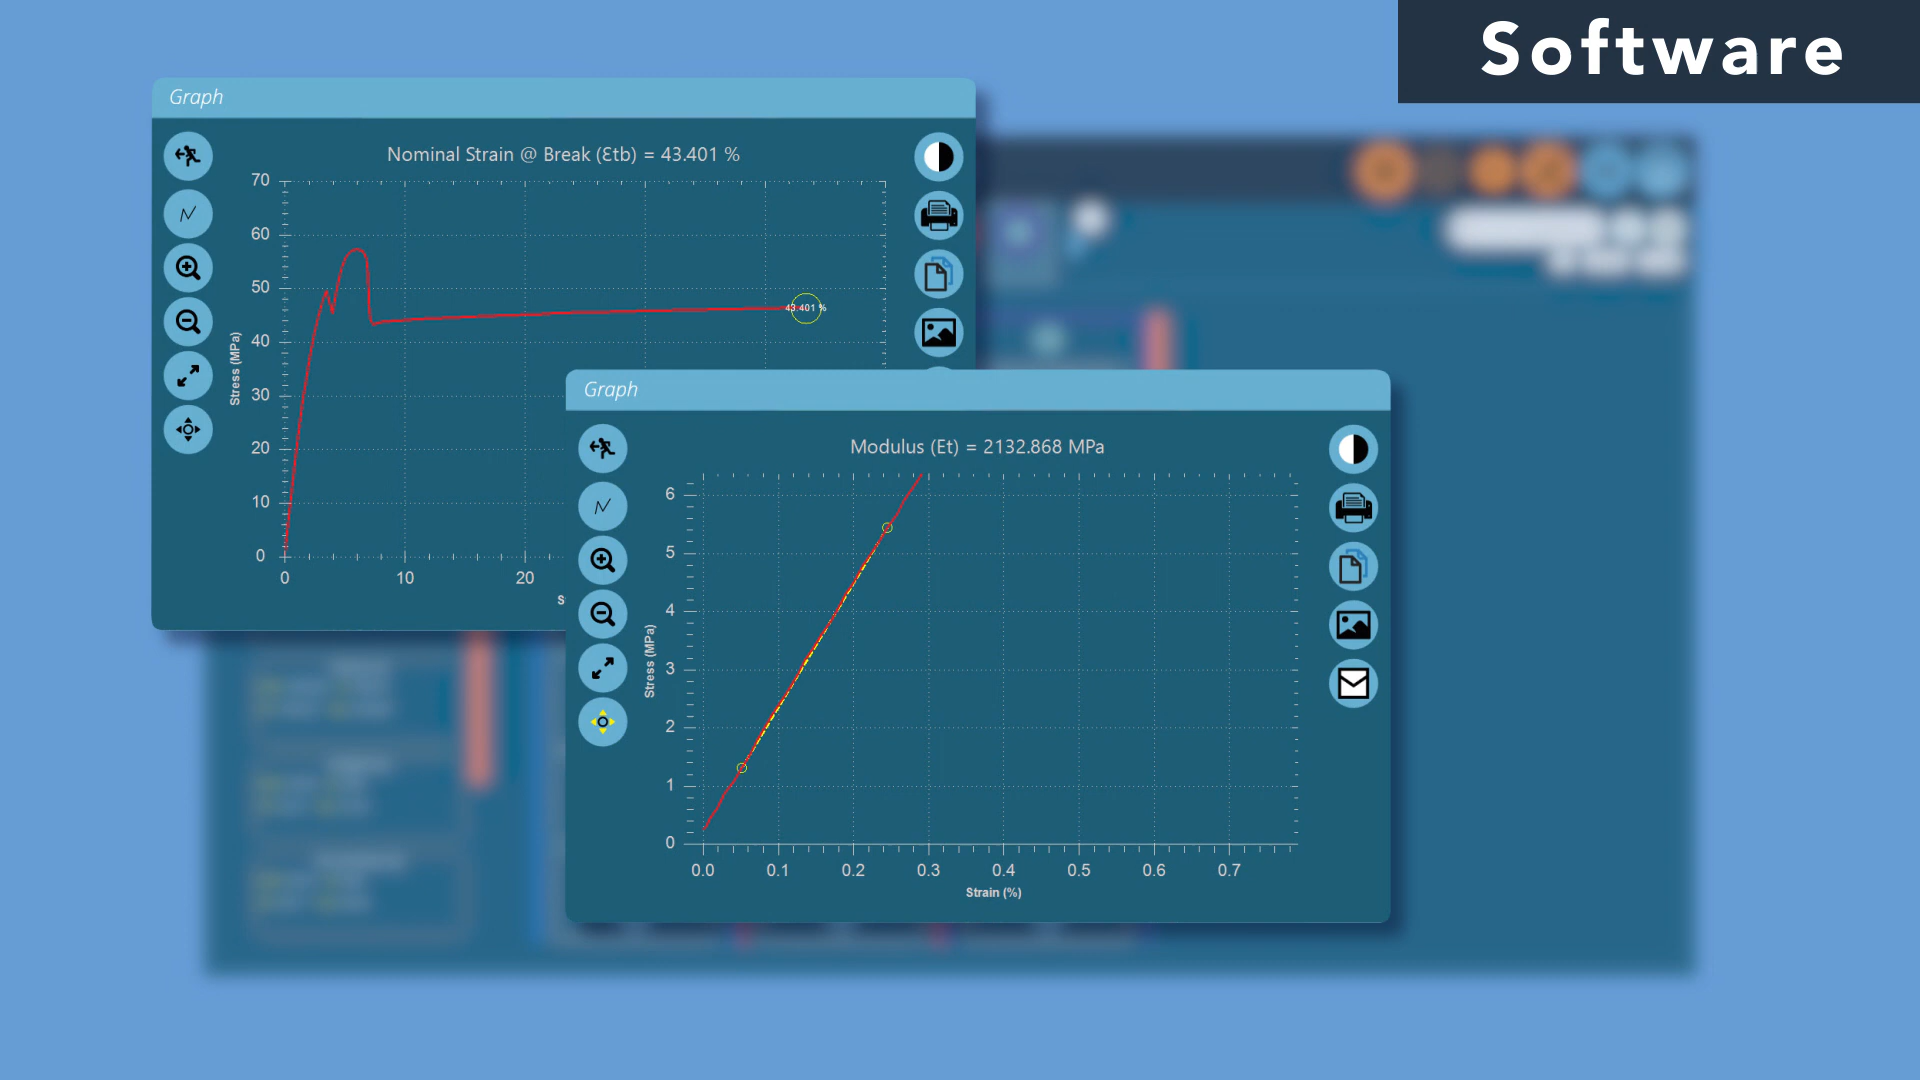 Software
Graph
Nominal Strain @ Break (Ɛtb) = 43.401 %
70
60
50
40
30
20
10
0
Stress (MPa)
43.401 %
0 10 20
S
Graph
Modulus (Et) = 2132.868 MPa
6
5
4
3
2
1
0
Stress (MPa)
0.0 0.1 0.2 0.3 0.4 0.5 0.6 0.7
Strain (%)